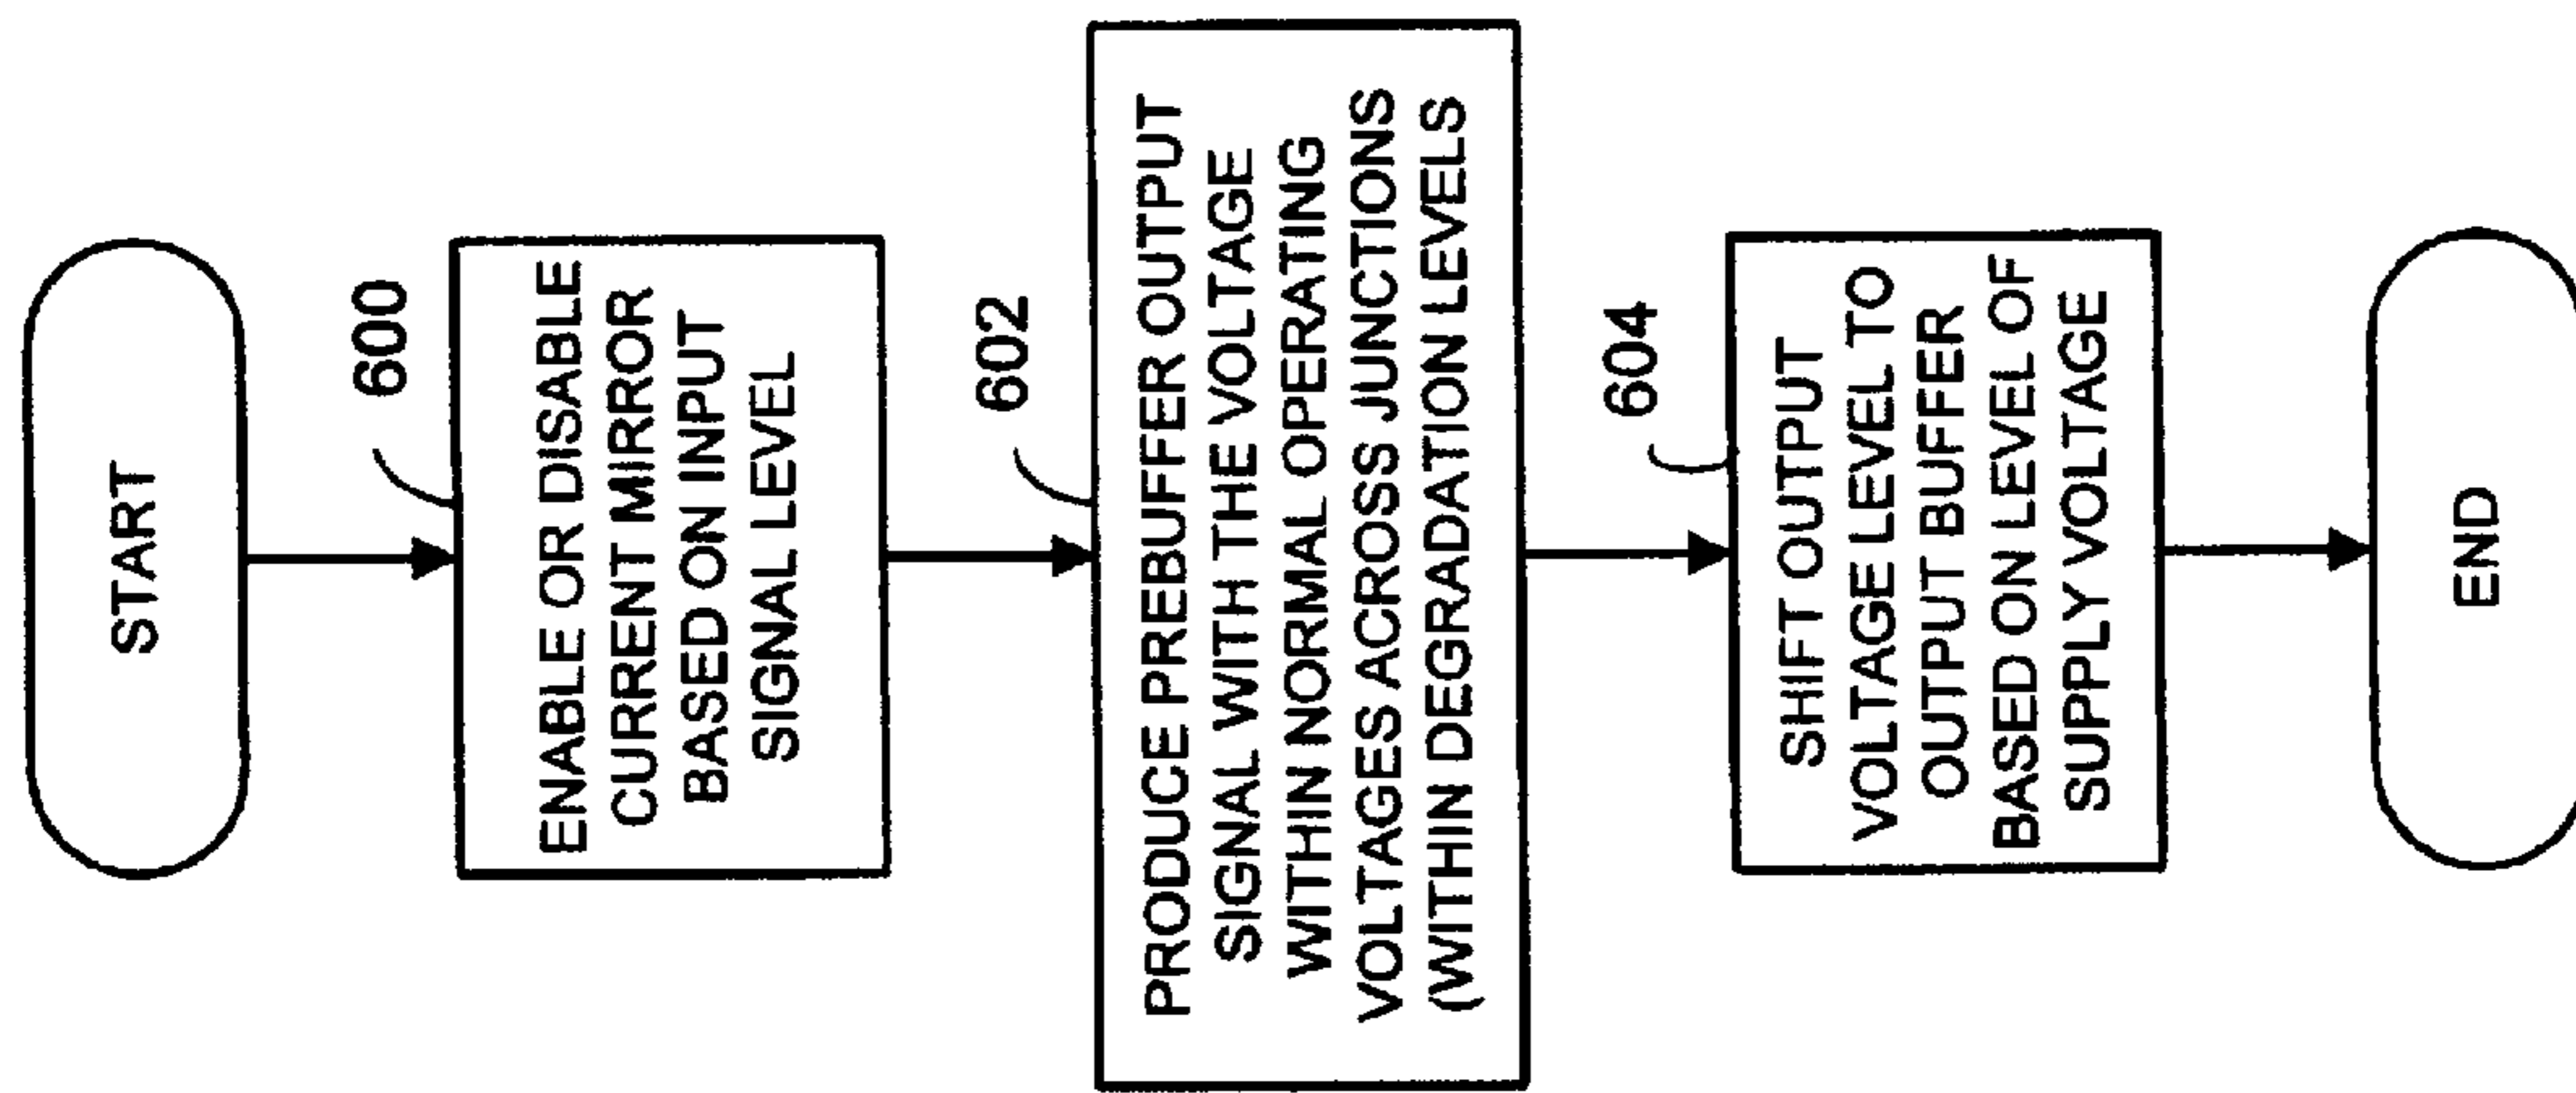 START
600
ENABLE OR DISABLE
CURRENT MIRROR
BASED ON INPUT
SIGNAL LEVEL
602
PRODUCE PREBUFFER OUTPUT
SIGNAL WITH THE VOLTAGE
WITHIN NORMAL OPERATING
VOLTAGES ACROSS JUNCTIONS
(WITHIN DEGRADATION LEVELS
604
SHIFT OUTPUT
VOLTAGE LEVEL TO
OUTPUT BUFFER
BASED ON LEVEL OF
SUPPLY VOLTAGE
END